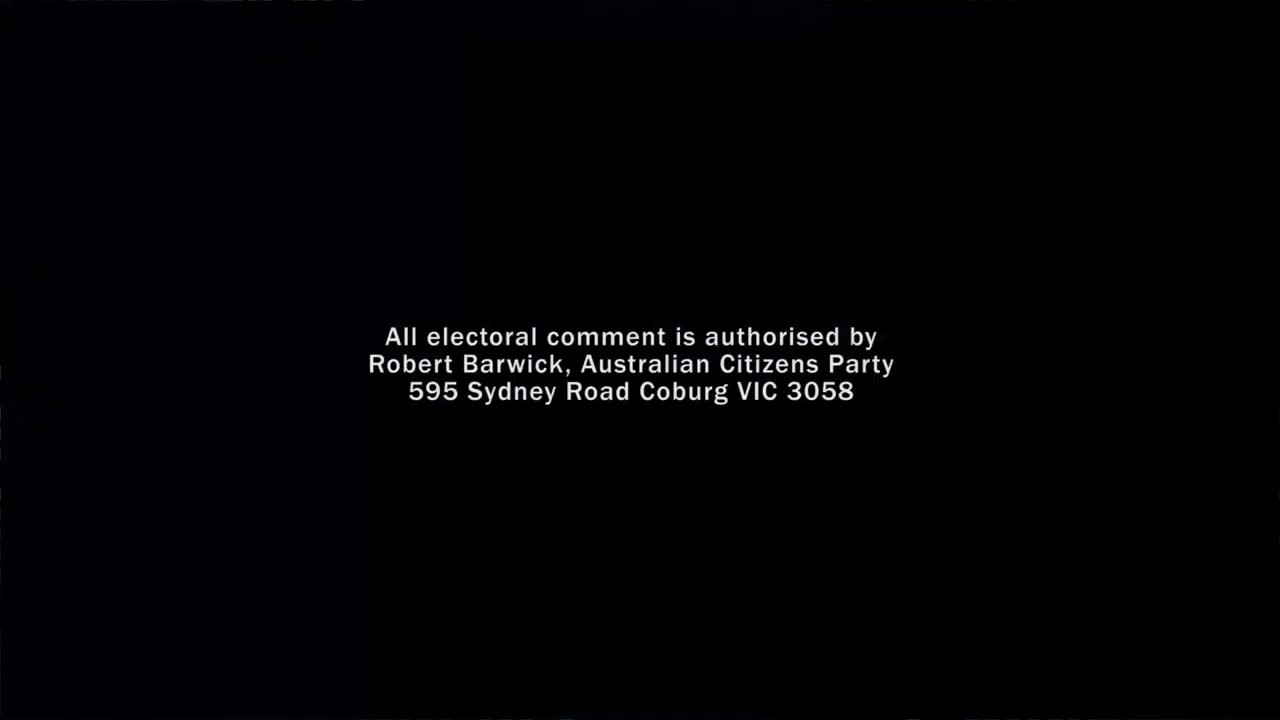 All electoral comment is authorised by
Robert Barwick, Australian Citizens Party
595 Sydney Road Coburg VIC 3058